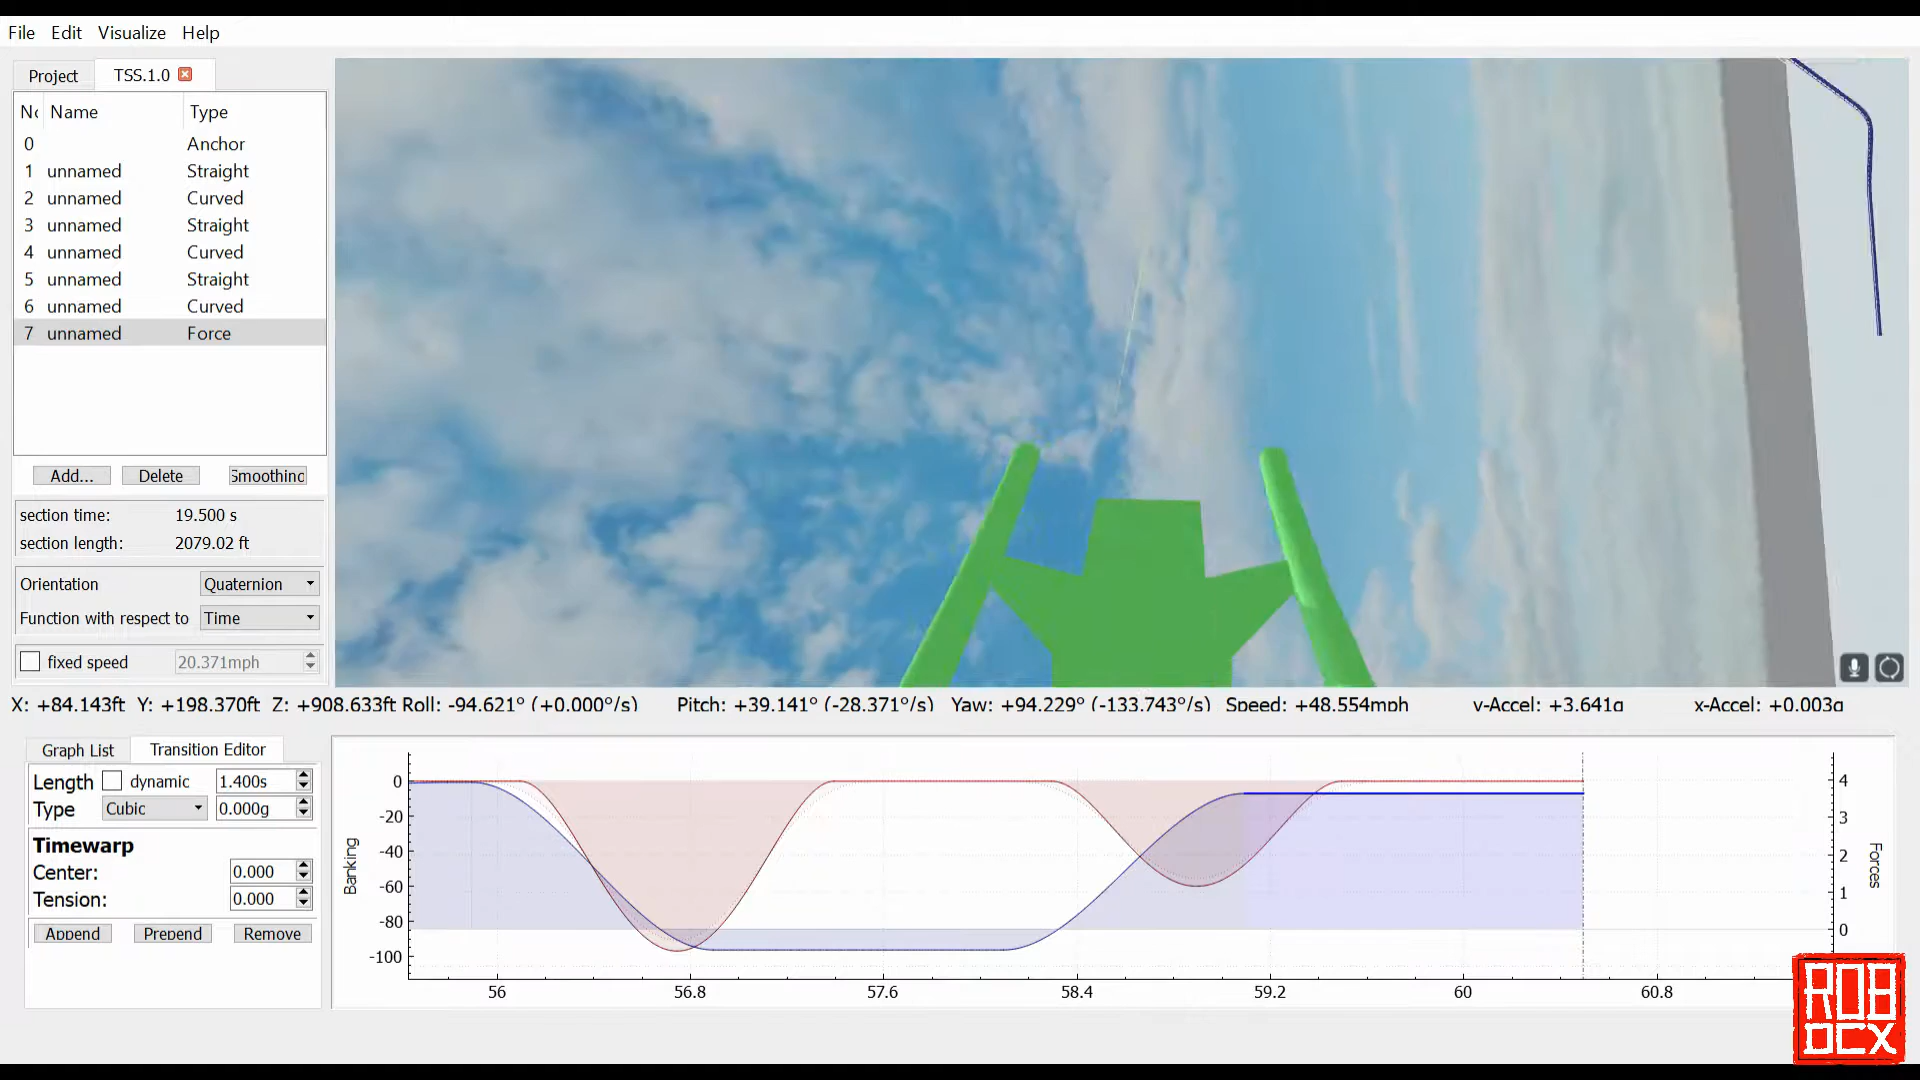 File Edit Visualize Help
Project TSS.1.0
Name Type
0 Anchor
1 unnamed Straight
2 unnamed Curved
3 unnamed Straight
4 unnamed Curved
5 unnamed Straight
6 unnamed Curved
7 unnamed Force
Add... Delete Smoothing
section time: 19.500 s
section length: 2079.02 ft
Orientation Quaternion
Function with respect to Time
fixed speed 20.371mph
X: +84.143ft Y: +198.370ft Z: +908.633ft Roll: -94.621° (+0.000°/s) Pitch: +39.141° (-28.371°/s) Yaw: +94.229° (-133.743°/s) Speed: +48.554mph v-Accel: +3.641g x-Accel: +0.003g
Graph List Transition Editor
Length dynamic 1.400s
Type Cubic 0.000g
Timewarp
Center: 0.000
Tension: 0.000
Append Prepend Remove
Banking
0
-20
-40
-60
-80
-100
56 56.8 57.6 58.4 59.2 60 60.8
4
3
2
1
0
Forces
ROB
DCX